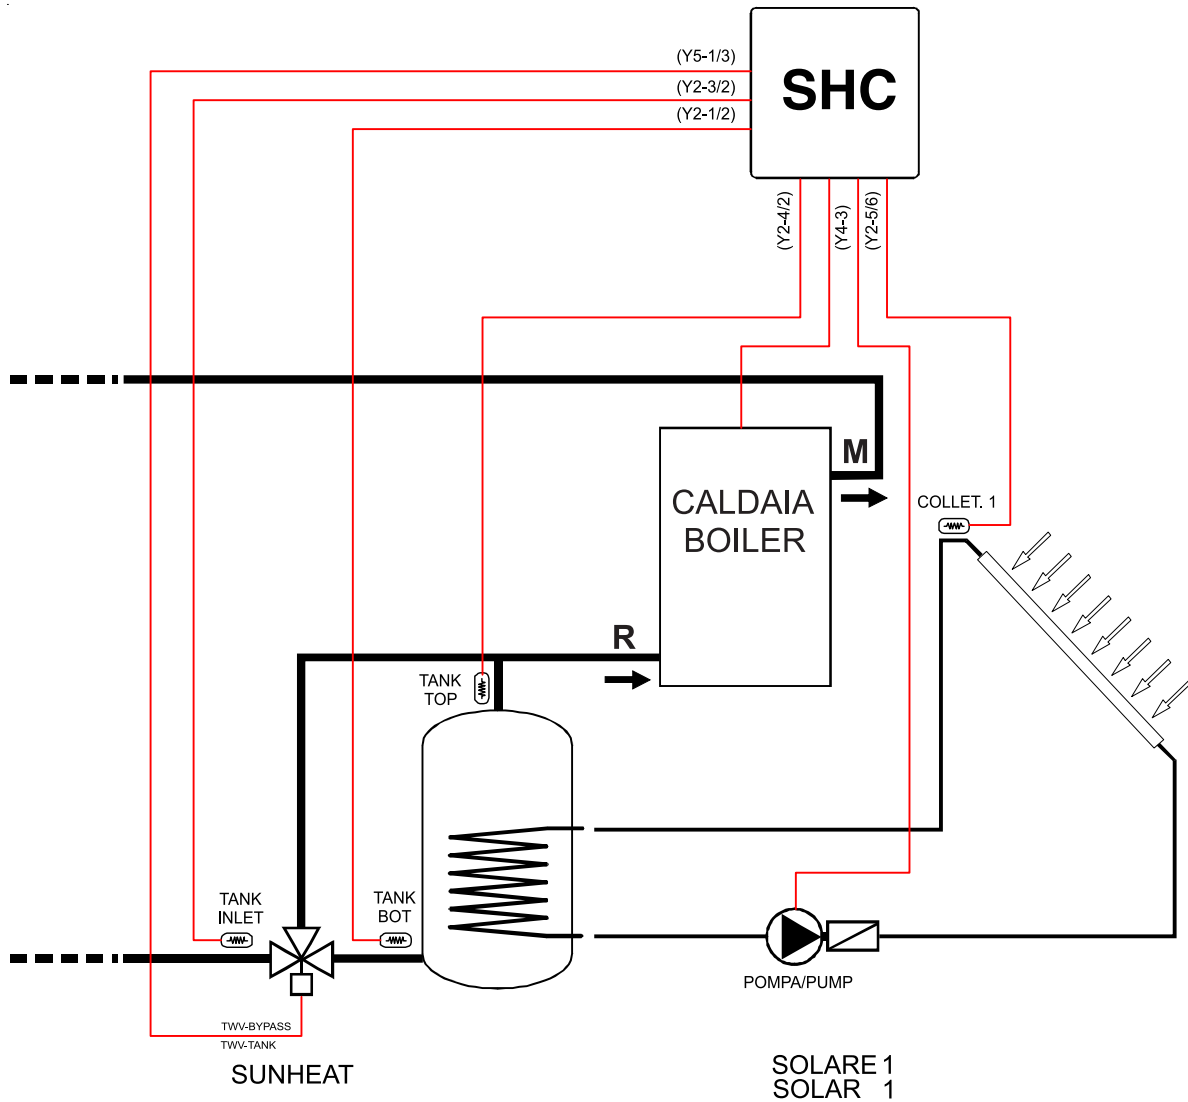 (Y5-1/3)
(Y2-3/2)
(Y2-1/2)
SHC
(Y2-4/2)
(Y4-3)
(Y2-5/6)
M
CALDAIA
BOILER
COLLET. 1
R
TANK
TOP
TANK
INLET
TANK
BOT
POMPA/PUMP
TWV-BYPASS
TWV-TANK
SUNHEAT
SOLARE 1
SOLAR 1